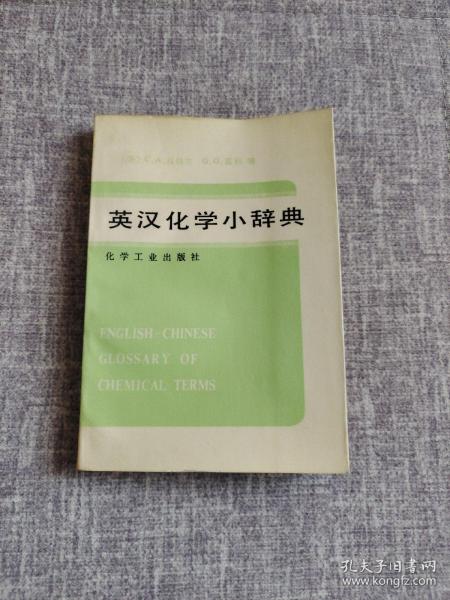 英汉化学小辞典
化学工业出版社
ENGLISH-CHINESE
GLOSSARY OF
CHEMICAL TERMS
孔夫子旧书网
www.kongfz.com